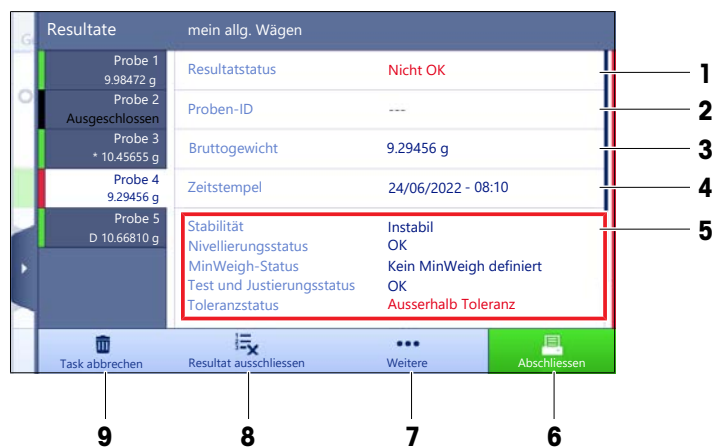 Ge
Resultate
mein allg. Wägen
Probe 1
9.98472 g
Probe 2
Ausgeschlossen
Probe 3
* 10.45655 g
Probe 4
9.29456 g
Probe 5
D 10.66810 g
Resultatstatus Nicht OK
Proben-ID ---
Bruttogewicht 9.29456 g
Zeitstempel 24/06/2022 - 08:10
Stabilität Instabil
Nivellierungsstatus OK
MinWeigh-Status Kein MinWeigh definiert
Test und Justierungsstatus OK
Toleranzstatus Ausserhalb Toleranz
1
2
3
4
5
Task abbrechen
Resultat ausschliessen
Weitere
Abschliessen
9
8
7
6